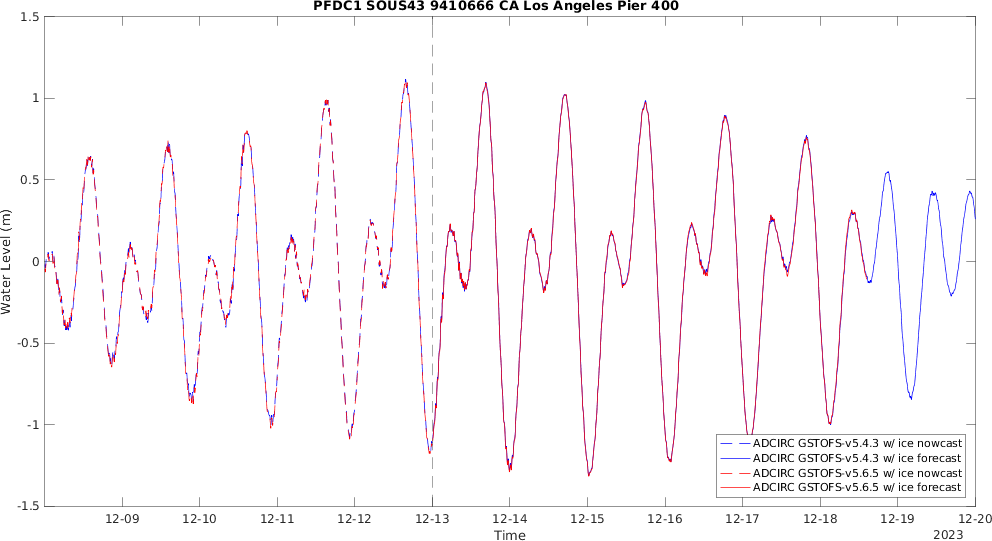 PFDC1 SOUS43 9410666 CA Los Angeles Pier 400
1.5
1
0.5
0
-0.5
-1
-1.5
Water Level (m)
12-09
12-10
12-11
12-12
12-13
12-14
12-15
12-16
12-17
12-18
12-19
12-20
Time
2023
ADCIRC GSTOFS-v5.4.3 w/ ice nowcast
ADCIRC GSTOFS-v5.4.3 w/ ice forecast
ADCIRC GSTOFS-v5.6.5 w/ ice nowcast
ADCIRC GSTOFS-v5.6.5 w/ ice forecast